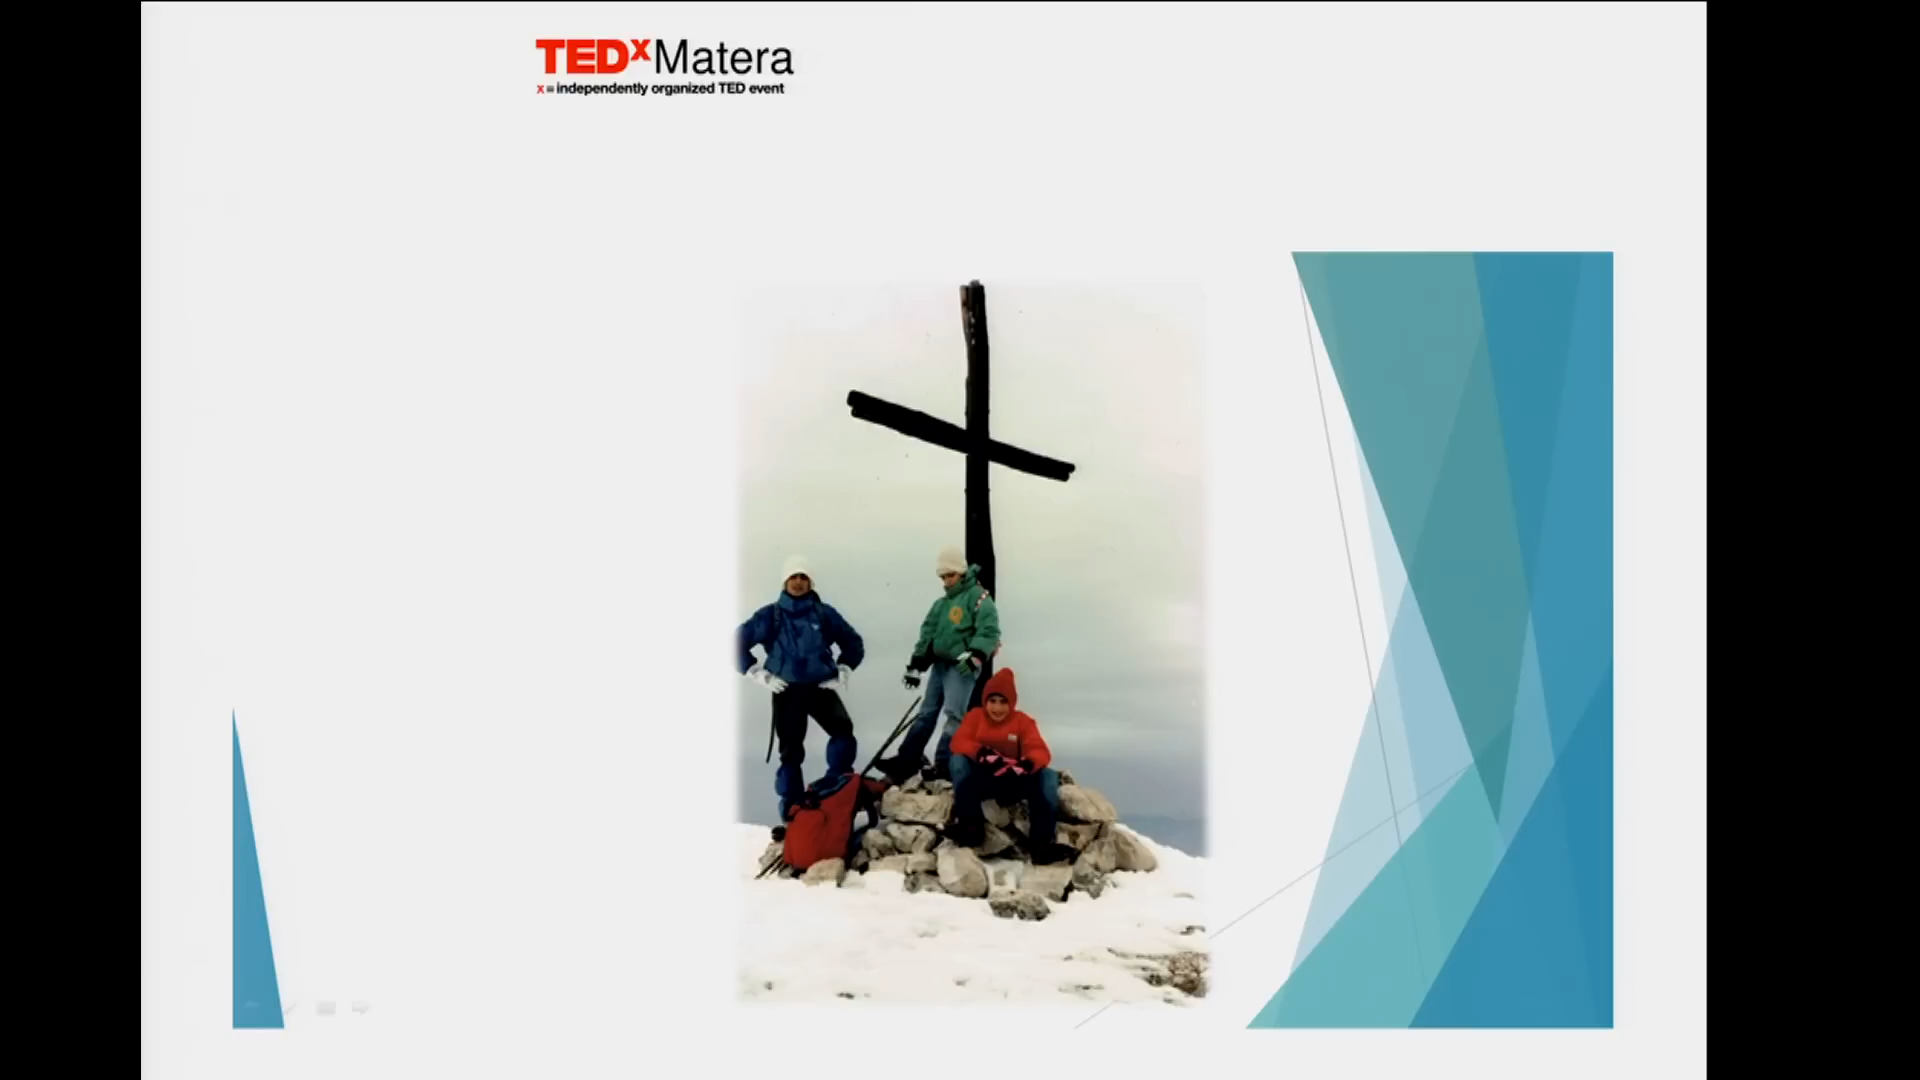 TEDxMatera
x = independently organized TED event